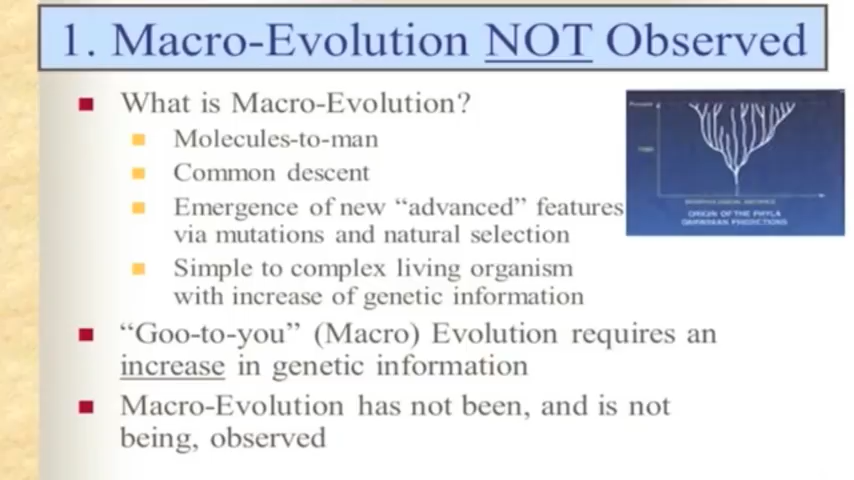 1. Macro-Evolution NOT Observed
What is Macro-Evolution?
Molecules-to-man
Common descent
Emergence of new “advanced” features
via mutations and natural selection
Simple to complex living organism
with increase of genetic information
“Goo-to-you” (Macro) Evolution requires an
increase in genetic information
Macro-Evolution has not been, and is not
being, observed
ORIGIN OF THE PHYLA
DARWINIAN PREDICTIONS